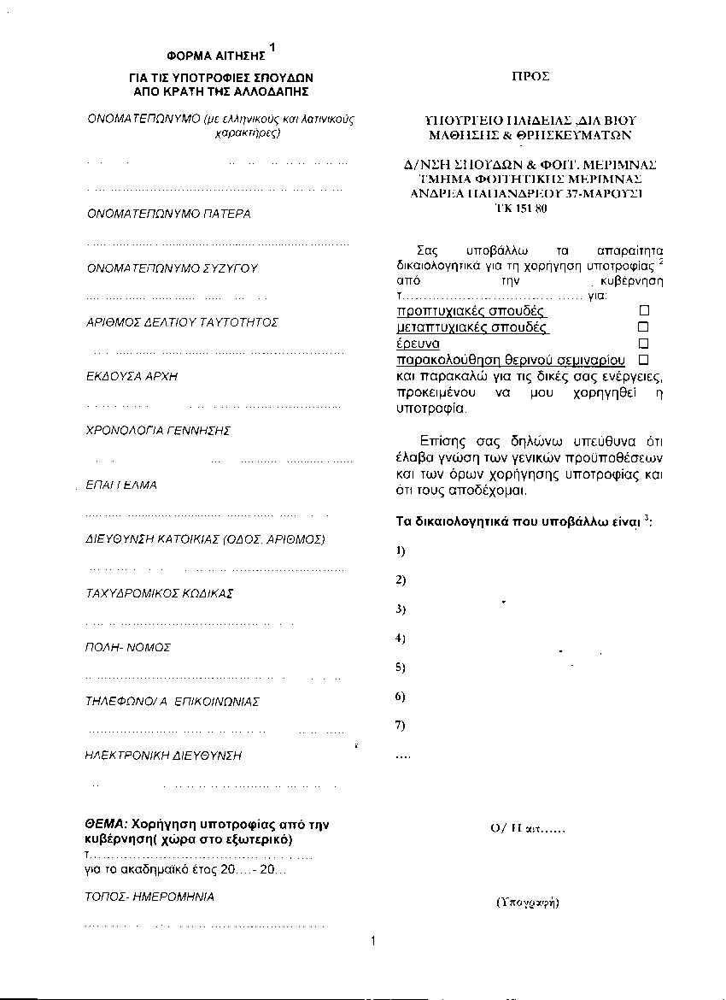 ΦΟΡΜΑ ΑΙΤΗΣΗΣ 1
ΓΙΑ ΤΙΣ ΥΠΟΤΡΟΦΙΕΣ ΣΠΟΥΔΩΝ
ΑΠΟ ΚΡΑΤΗ ΤΗΣ ΑΛΛΟΔΑΠΗΣ
ΟΝΟΜΑΤΕΠΩΝΥΜΟ (με ελληνικούς και λατινικούς
χαρακτήρες)
ΟΝΟΜΑΤΕΠΩΝΥΜΟ ΠΑΤΕΡΑ
ΟΝΟΜΑΤΕΠΩΝΥΜΟ ΣΥΖΥΓΟΥ
ΑΡΙΘΜΟΣ ΔΕΛΤΙΟΥ ΤΑΥΤΟΤΗΤΟΣ
ΕΚΔΟΥΣΑ ΑΡΧΗ
ΧΡΟΝΟΛΟΓΙΑ ΓΕΝΝΗΣΗΣ
ΕΠΑΓΓΕΛΜΑ
ΔΙΕΥΘΥΝΣΗ ΚΑΤΟΙΚΙΑΣ (ΟΔΟΣ. ΑΡΙΘΜΟΣ)
ΤΑΧΥΔΡΟΜΙΚΟΣ ΚΩΔΙΚΑΣ
ΠΟΛΗ- ΝΟΜΟΣ
ΤΗΛΕΦΩΝΟ/Α ΕΠΙΚΟΙΝΩΝΙΑΣ
ΗΛΕΚΤΡΟΝΙΚΗ ΔΙΕΥΘΥΝΣΗ
ΘΕΜΑ: Χορήγηση υποτροφίας από την
κυβέρνηση( χώρα στο εξωτερικό)
τ..........................................................
για το ακαδημαϊκό έτος 20....- 20...
ΤΟΠΟΣ- ΗΜΕΡΟΜΗΝΙΑ
ΠΡΟΣ
ΥΠΟΥΡΓΕΙΟ ΠΑΙΔΕΙΑΣ ,ΔΙΑ ΒΙΟΥ
ΜΑΘΗΣΗΣ & ΘΡΗΣΚΕΥΜΑΤΩΝ
Δ/ΝΣΗ ΣΠΟΥΔΩΝ & ΦΟΙΤ. ΜΕΡΙΜΝΑΣ
ΤΜΗΜΑ ΦΟΙΤΗΤΙΚΗΣ ΜΕΡΙΜΝΑΣ
ΑΝΔΡΕΑ ΠΑΠΑΝΔΡΕΟΥ 37-ΜΑΡΟΥΣΙ
ΤΚ 151 80
Σας υποβάλλω τα απαραίτητα
δικαιολογητικά για τη χορήγηση υποτροφίας 2
από την κυβέρνηση
τ........................................ για:
προπτυχιακές σπουδές □
μεταπτυχιακές σπουδές □
έρευνα □
παρακολούθηση θερινού σεμιναρίου □
και παρακαλώ για τις δικές σας ενέργειες,
προκειμένου να μου χορηγηθεί η
υποτροφία.
Επίσης σας δηλώνω υπεύθυνα ότι
έλαβα γνώση των γενικών προϋποθέσεων
και των όρων χορήγησης υποτροφίας και
ότι τους αποδέχομαι.
Τα δικαιολογητικά που υποβάλλω είναι 3:
1)
2)
3)
4)
5)
6)
7)
....
Ο/ Η αιτ......
(Υπογραφή)
1